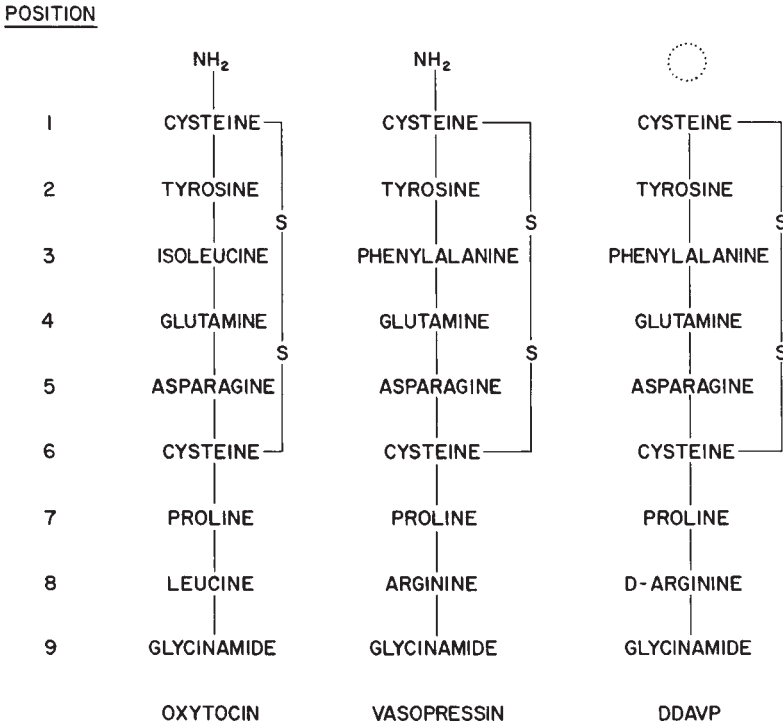 POSITION
NH₂ NH₂
1 CYSTEINE CYSTEINE CYSTEINE
2 TYROSINE TYROSINE TYROSINE
S S S
3 ISOLEUCINE PHENYLALANINE PHENYLALANINE
4 GLUTAMINE GLUTAMINE GLUTAMINE
S S S
5 ASPARAGINE ASPARAGINE ASPARAGINE
6 CYSTEINE CYSTEINE CYSTEINE
7 PROLINE PROLINE PROLINE
8 LEUCINE ARGININE D-ARGININE
9 GLYCINAMIDE GLYCINAMIDE GLYCINAMIDE
OXYTOCIN VASOPRESSIN DDAVP